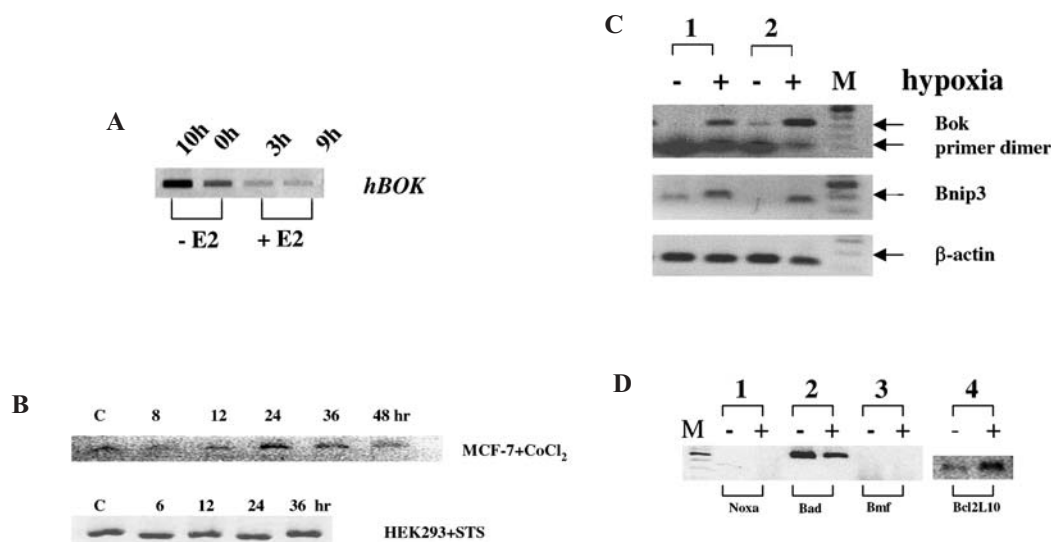 A
10h 0h 3h 9h
hBOK
- E2 + E2
B
C 8 12 24 36 48 hr
MCF-7+CoCl₂
C 6 12 24 36 hr
HEK293+STS
C
1 2
- + - + M hypoxia
Bok
primer dimer
Bnip3
β-actin
D
1 2 3 4
M - + - + - + - +
Noxa Bad Bmf Bcl2L10